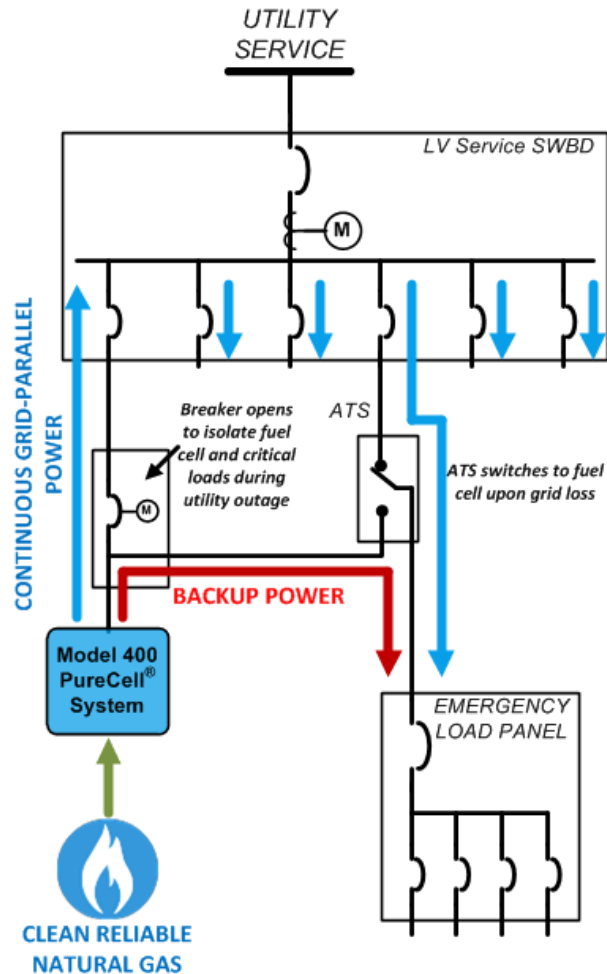 UTILITY
SERVICE
LV Service SWBD
M
CONTINUOUS GRID-PARALLEL
POWER
Breaker opens
to isolate fuel
cell and critical
loads during
utility outage
ATS
ATS switches to fuel
cell upon grid loss
M
BACKUP POWER
Model 400
PureCell®
System
EMERGENCY
LOAD PANEL
CLEAN RELIABLE
NATURAL GAS